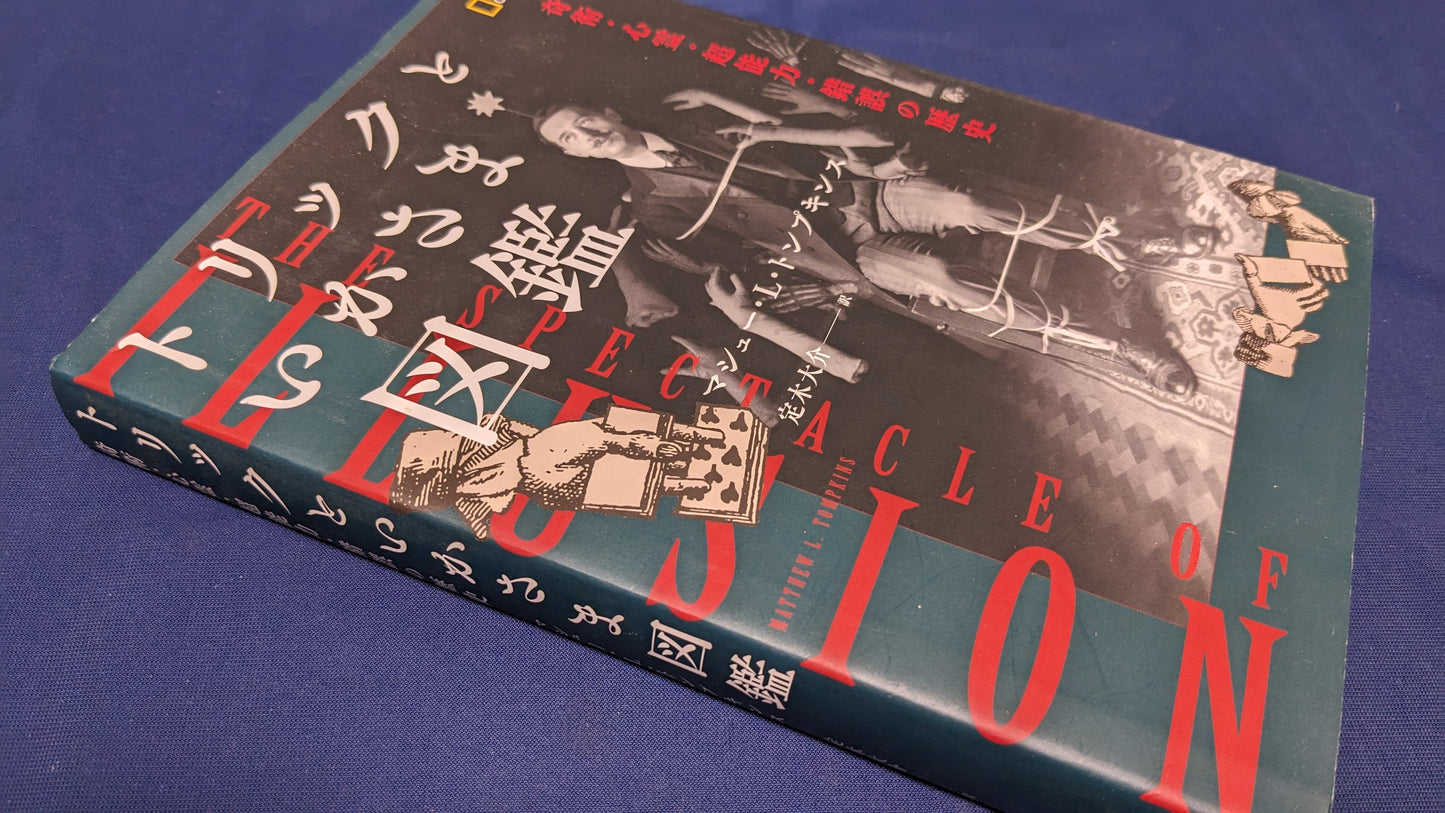 奇術・心霊・超能力・錯誤の歴史
トリックと
いかさま
図鑑
マシュー・L・トンプキンス
定木大介――訳
THE SPECTACLE OF
ILLUSION
MATTHEW L. TOMPKINS
トリックといかさま図鑑